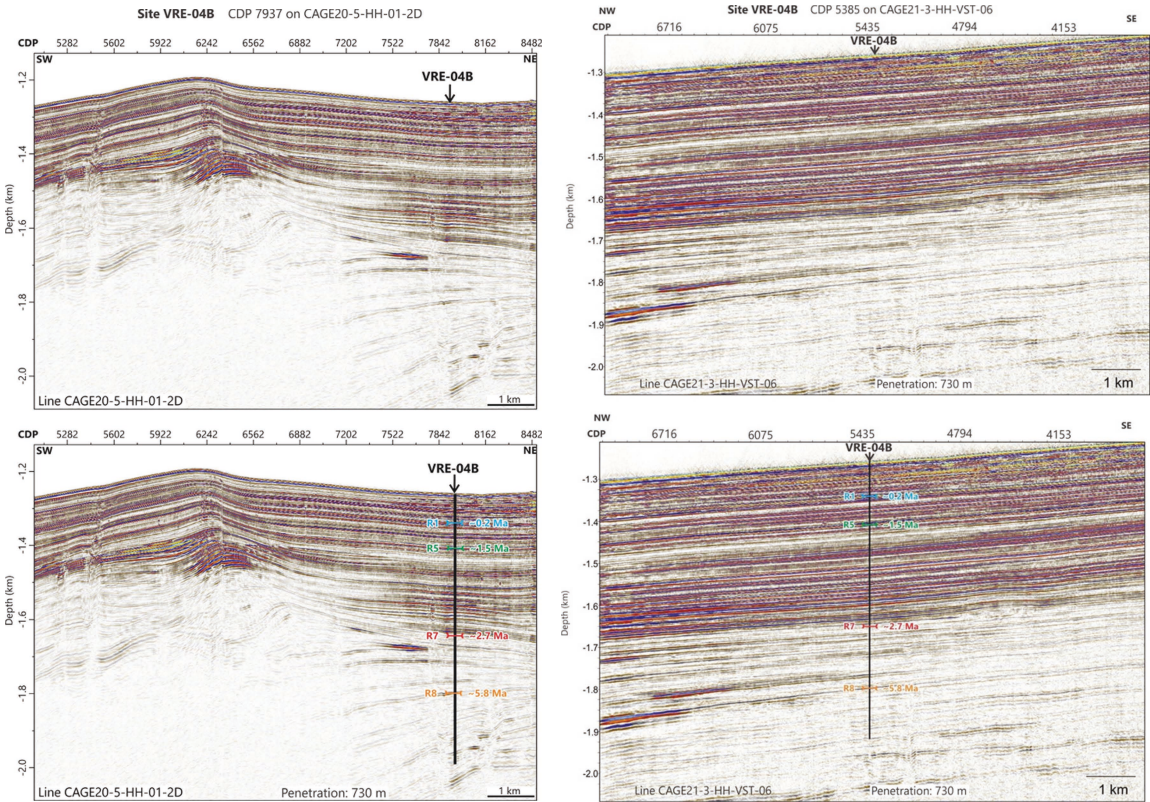 Site VRE-04B CDP 7937 on CAGE20-5-HH-01-2D
CDP 5282 5602 5922 6242 6562 6882 7202 7522 7842 8162 8482
SW NE
VRE-04B
-1.2
-1.4
-1.6
-1.8
-2.0
Depth (km)
Line CAGE20-5-HH-01-2D
1 km
Site VRE-04B CDP 5385 on CAGE21-3-HH-VST-06
NW SE
CDP 6716 6075 5435 4794 4153
VRE-04B
-1.3
-1.4
-1.5
-1.6
-1.7
-1.8
-1.9
-2.0
Depth (km)
Line CAGE21-3-HH-VST-06 Penetration: 730 m
1 km
CDP 5282 5602 5922 6242 6562 6882 7202 7522 7842 8162 8482
SW NE
VRE-04B
-1.2
-1.4
-1.6
-1.8
-2.0
Depth (km)
R1 ~0.2 Ma
R5 ~1.5 Ma
R7 ~2.7 Ma
R8 ~5.8 Ma
Line CAGE20-5-HH-01-2D Penetration: 730 m
1 km
NW SE
CDP 6716 6075 5435 4794 4153
VRE-04B
-1.3
-1.4
-1.5
-1.6
-1.7
-1.8
-1.9
-2.0
Depth (km)
R1 ~0.2 Ma
R5 ~1.5 Ma
R7 ~2.7 Ma
R8 ~5.8 Ma
Line CAGE21-3-HH-VST-06 Penetration: 730 m
1 km